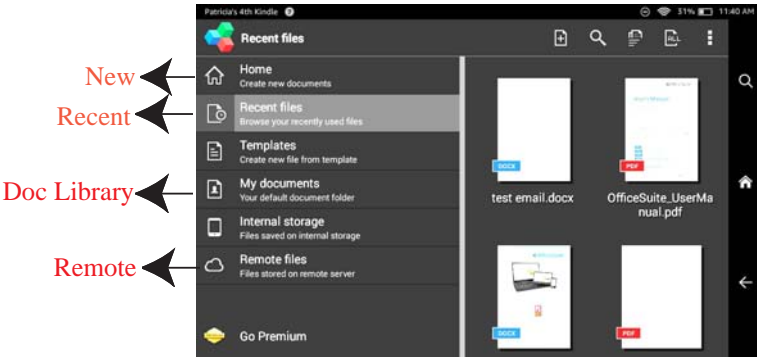 Patricia's 4th Kindle
31% 11:40 AM
Recent files
ALL
New
Home
Create new documents
Recent
Recent files
Browse your recently used files
Templates
Create new file from template
Doc Library
My documents
Your default document folder
Internal storage
Files saved on internal storage
Remote
Remote files
Files stored on remote server
Go Premium
DOCX
test email.docx
PDF
OfficeSuite_UserMa
nual.pdf
DOCX
PDF